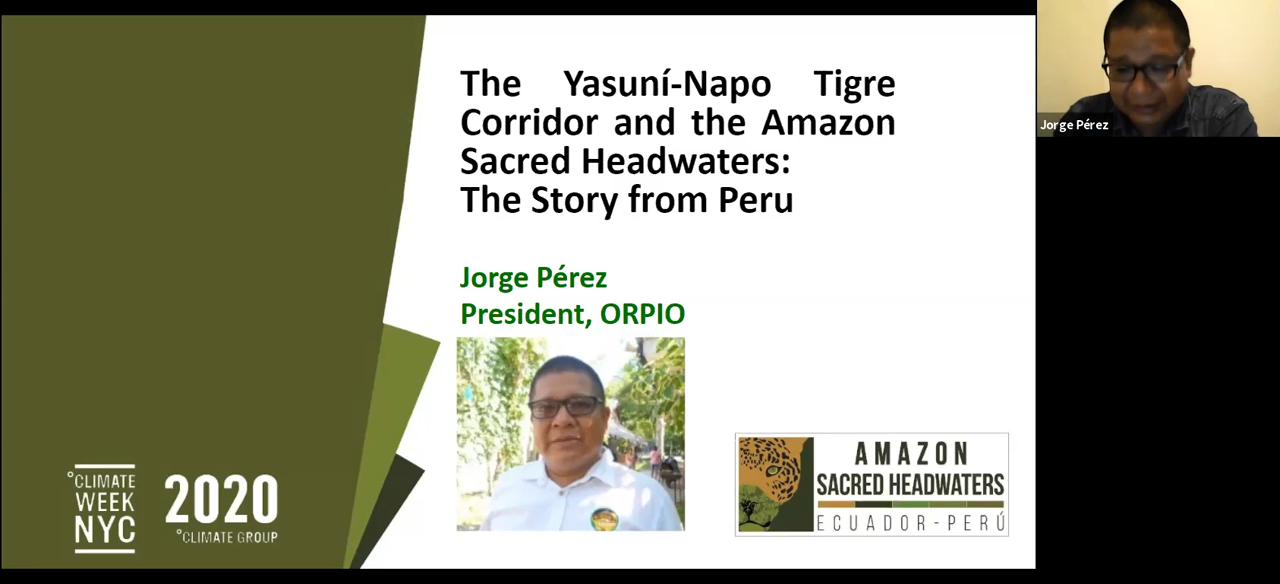 The Yasuní-Napo Tigre
Corridor and the Amazon
Sacred Headwaters:
The Story from Peru
Jorge Pérez
President, ORPIO
°CLIMATE
WEEK
NYC
2020
°CLIMATE GROUP
AMAZON
SACRED HEADWATERS
ECUADOR-PERÚ
Jorge Pérez